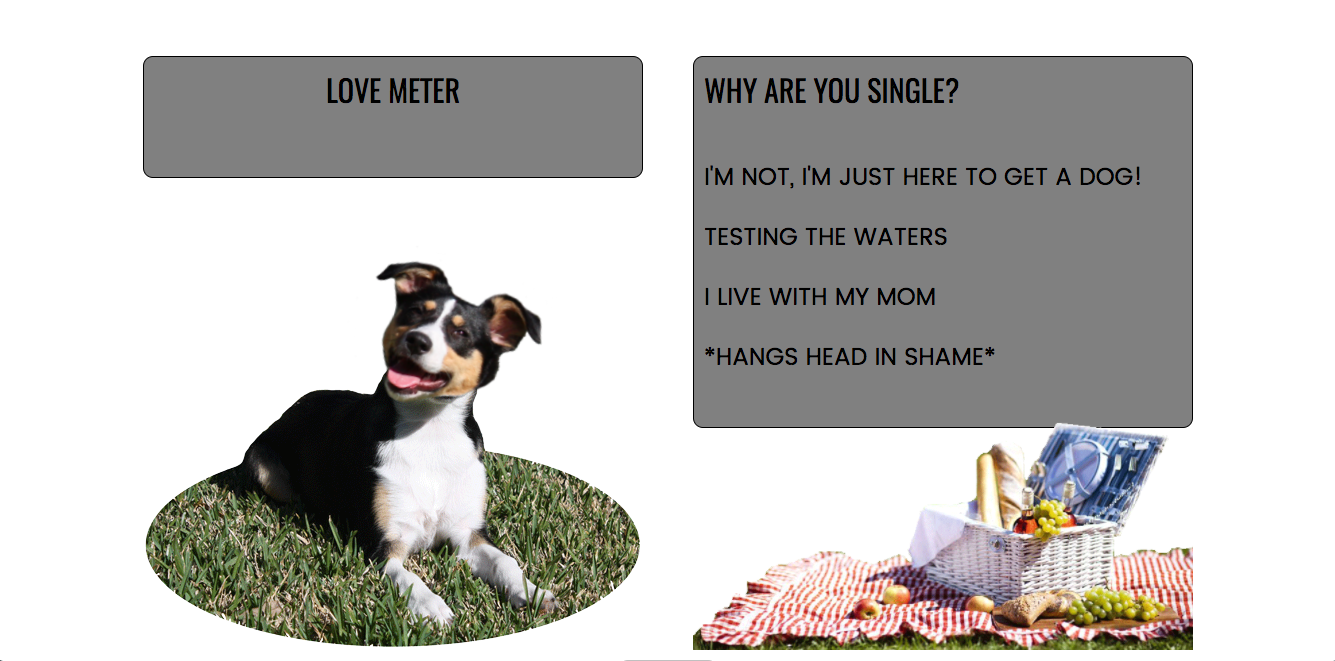 LOVE METER
WHY ARE YOU SINGLE?
I'M NOT, I'M JUST HERE TO GET A DOG!
TESTING THE WATERS
I LIVE WITH MY MOM
*HANGS HEAD IN SHAME*